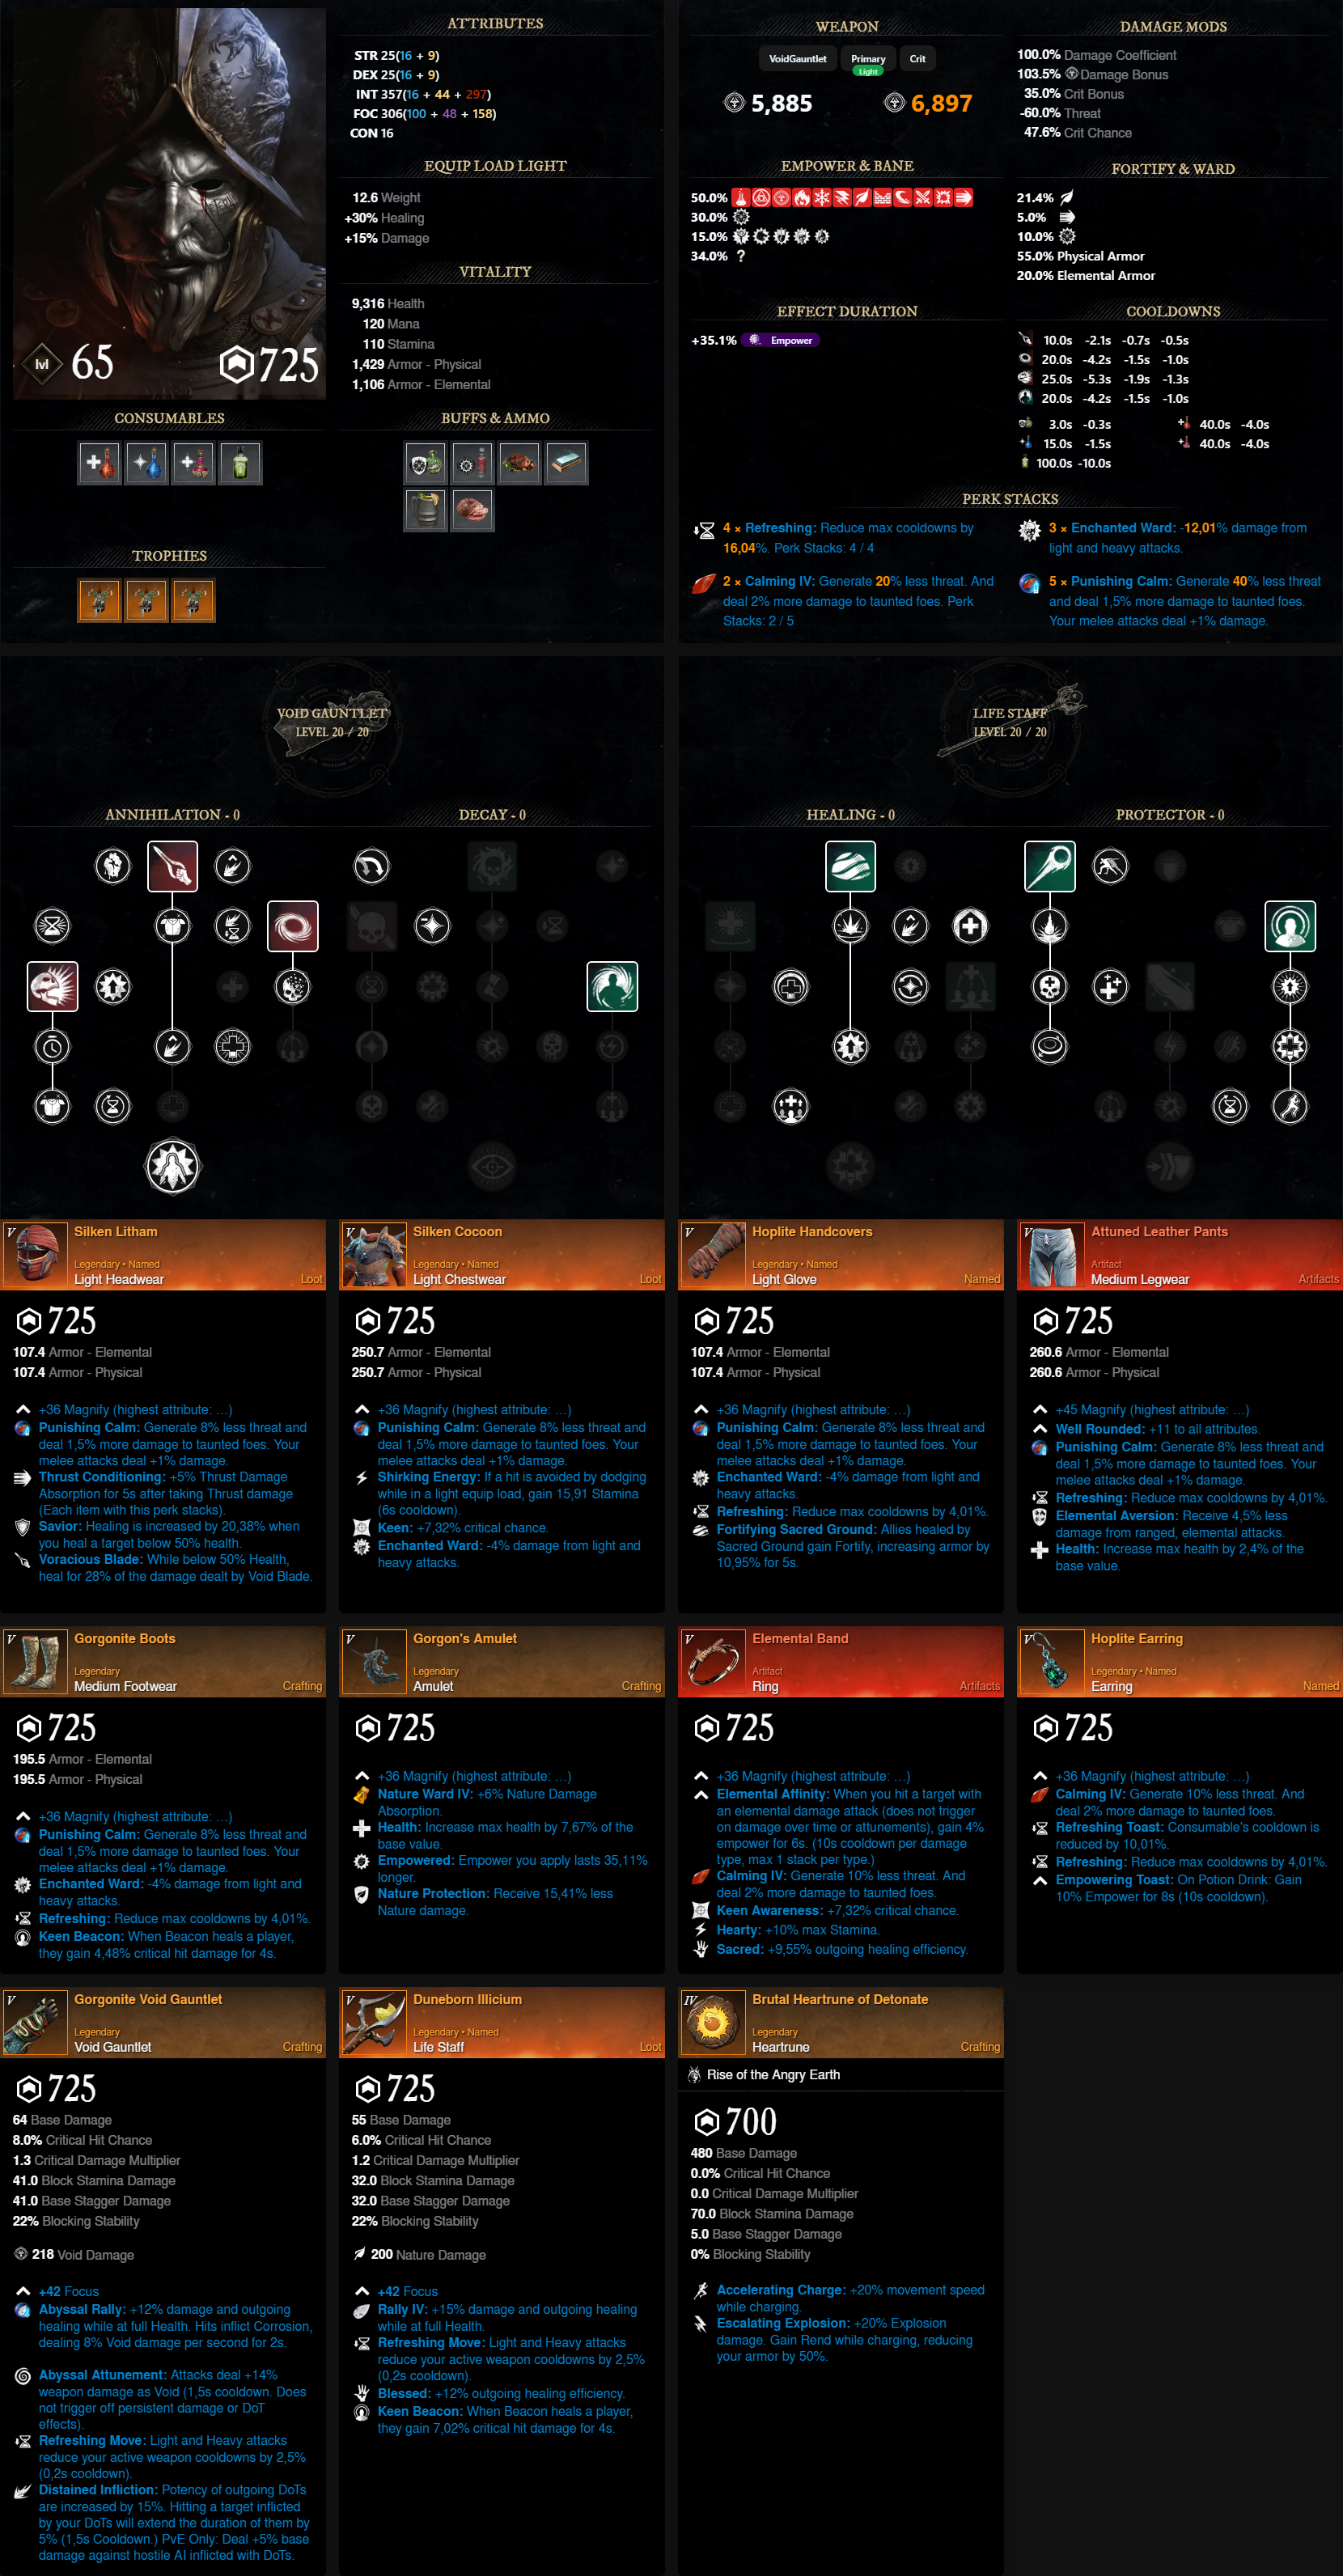 ATTRIBUTES
STR 25(16 + 9)
DEX 25(16 + 9)
INT 357(16 + 44 + 297)
FOC 306(100 + 48 + 158)
CON 16
EQUIP LOAD LIGHT
12.6 Weight
+30% Healing
+15% Damage
VITALITY
9,316 Health
120 Mana
110 Stamina
1,429 Armor - Physical
1,106 Armor - Elemental
lvl 65
725
CONSUMABLES
BUFFS & AMMO
TROPHIES
WEAPON
VoidGauntlet
Primary
Light
Crit
5,885
6,897
DAMAGE MODS
100.0% Damage Coefficient
103.5% Damage Bonus
35.0% Crit Bonus
-60.0% Threat
47.6% Crit Chance
EMPOWER & BANE
50.0%
30.0%
15.0%
34.0% ?
FORTIFY & WARD
21.4%
5.0%
10.0%
55.0% Physical Armor
20.0% Elemental Armor
EFFECT DURATION
+35.1% Empower
COOLDOWNS
10.0s -2.1s -0.7s -0.5s
20.0s -4.2s -1.5s -1.0s
25.0s -5.3s -1.9s -1.3s
20.0s -4.2s -1.5s -1.0s
3.0s -0.3s 40.0s -4.0s
15.0s -1.5s 40.0s -4.0s
100.0s -10.0s
PERK STACKS
4 × Refreshing: Reduce max cooldowns by
16,04%. Perk Stacks: 4 / 4
3 × Enchanted Ward: -12,01% damage from
light and heavy attacks.
2 × Calming IV: Generate 20% less threat. And
deal 2% more damage to taunted foes. Perk
Stacks: 2 / 5
5 × Punishing Calm: Generate 40% less threat
and deal 1,5% more damage to taunted foes.
Your melee attacks deal +1% damage.
VOID GAUNTLET
LEVEL 20 / 20
ANNIHILATION - 0
DECAY - 0
LIFE STAFF
LEVEL 20 / 20
HEALING - 0
PROTECTOR - 0
V
Silken Litham
Legendary • Named
Light Headwear
Loot
725
107.4 Armor - Elemental
107.4 Armor - Physical
+36 Magnify (highest attribute: …)
Punishing Calm: Generate 8% less threat and
deal 1,5% more damage to taunted foes. Your
melee attacks deal +1% damage.
Thrust Conditioning: +5% Thrust Damage
Absorption for 5s after taking Thrust damage
(Each item with this perk stacks).
Savior: Healing is increased by 20,38% when
you heal a target below 50% health.
Voracious Blade: While below 50% Health,
heal for 28% of the damage dealt by Void Blade.
V
Silken Cocoon
Legendary • Named
Light Chestwear
Loot
725
250.7 Armor - Elemental
250.7 Armor - Physical
+36 Magnify (highest attribute: …)
Punishing Calm: Generate 8% less threat and
deal 1,5% more damage to taunted foes. Your
melee attacks deal +1% damage.
Shirking Energy: If a hit is avoided by dodging
while in a light equip load, gain 15,91 Stamina
(6s cooldown).
Keen: +7,32% critical chance.
Enchanted Ward: -4% damage from light and
heavy attacks.
V
Hoplite Handcovers
Legendary • Named
Light Glove
Named
725
107.4 Armor - Elemental
107.4 Armor - Physical
+36 Magnify (highest attribute: …)
Punishing Calm: Generate 8% less threat and
deal 1,5% more damage to taunted foes. Your
melee attacks deal +1% damage.
Enchanted Ward: -4% damage from light and
heavy attacks.
Refreshing: Reduce max cooldowns by 4,01%.
Fortifying Sacred Ground: Allies healed by
Sacred Ground gain Fortify, increasing armor by
10,95% for 5s.
V
Attuned Leather Pants
Artifact
Medium Legwear
Artifacts
725
260.6 Armor - Elemental
260.6 Armor - Physical
+45 Magnify (highest attribute: …)
Well Rounded: +11 to all attributes.
Punishing Calm: Generate 8% less threat and
deal 1,5% more damage to taunted foes. Your
melee attacks deal +1% damage.
Refreshing: Reduce max cooldowns by 4,01%.
Elemental Aversion: Receive 4,5% less
damage from ranged, elemental attacks.
Health: Increase max health by 2,4% of the
base value.
V
Gorgonite Boots
Legendary
Medium Footwear
Crafting
725
195.5 Armor - Elemental
195.5 Armor - Physical
+36 Magnify (highest attribute: …)
Punishing Calm: Generate 8% less threat and
deal 1,5% more damage to taunted foes. Your
melee attacks deal +1% damage.
Enchanted Ward: -4% damage from light and
heavy attacks.
Refreshing: Reduce max cooldowns by 4,01%.
Keen Beacon: When Beacon heals a player,
they gain 4,48% critical hit damage for 4s.
V
Gorgon's Amulet
Legendary
Amulet
Crafting
725
+36 Magnify (highest attribute: …)
Nature Ward IV: +6% Nature Damage
Absorption.
Health: Increase max health by 7,67% of the
base value.
Empowered: Empower you apply lasts 35,11%
longer.
Nature Protection: Receive 15,41% less
Nature damage.
V
Elemental Band
Artifact
Ring
Artifacts
725
+36 Magnify (highest attribute: …)
Elemental Affinity: When you hit a target with
an elemental damage attack (does not trigger
on damage over time or attunements), gain 4%
empower for 6s. (10s cooldown per damage
type, max 1 stack per type.)
Calming IV: Generate 10% less threat. And
deal 2% more damage to taunted foes.
Keen Awareness: +7,32% critical chance.
Hearty: +10% max Stamina.
Sacred: +9,55% outgoing healing efficiency.
V
Hoplite Earring
Legendary • Named
Earring
Named
725
+36 Magnify (highest attribute: …)
Calming IV: Generate 10% less threat. And
deal 2% more damage to taunted foes.
Refreshing Toast: Consumable's cooldown is
reduced by 10,01%.
Refreshing: Reduce max cooldowns by 4,01%.
Empowering Toast: On Potion Drink: Gain
10% Empower for 8s (10s cooldown).
V
Gorgonite Void Gauntlet
Legendary
Void Gauntlet
Crafting
725
64 Base Damage
8.0% Critical Hit Chance
1.3 Critical Damage Multiplier
41.0 Block Stamina Damage
41.0 Base Stagger Damage
22% Blocking Stability
218 Void Damage
+42 Focus
Abyssal Rally: +12% damage and outgoing
healing while at full Health. Hits inflict Corrosion,
dealing 8% Void damage per second for 2s.
Abyssal Attunement: Attacks deal +14%
weapon damage as Void (1,5s cooldown. Does
not trigger off persistent damage or DoT
effects).
Refreshing Move: Light and Heavy attacks
reduce your active weapon cooldowns by 2,5%
(0,2s cooldown).
Distained Infliction: Potency of outgoing DoTs
are increased by 15%. Hitting a target inflicted
by your DoTs will extend the duration of them by
5% (1,5s Cooldown.) PvE Only: Deal +5% base
damage against hostile AI inflicted with DoTs.
V
Duneborn Illicium
Legendary • Named
Life Staff
Loot
725
55 Base Damage
6.0% Critical Hit Chance
1.2 Critical Damage Multiplier
32.0 Block Stamina Damage
32.0 Base Stagger Damage
22% Blocking Stability
200 Nature Damage
+42 Focus
Rally IV: +15% damage and outgoing healing
while at full Health.
Refreshing Move: Light and Heavy attacks
reduce your active weapon cooldowns by 2,5%
(0,2s cooldown).
Blessed: +12% outgoing healing efficiency.
Keen Beacon: When Beacon heals a player,
they gain 7,02% critical hit damage for 4s.
IV
Brutal Heartrune of Detonate
Legendary
Heartrune
Crafting
Rise of the Angry Earth
700
480 Base Damage
0.0% Critical Hit Chance
0.0 Critical Damage Multiplier
70.0 Block Stamina Damage
5.0 Base Stagger Damage
0% Blocking Stability
Accelerating Charge: +20% movement speed
while charging.
Escalating Explosion: +20% Explosion
damage. Gain Rend while charging, reducing
your armor by 50%.